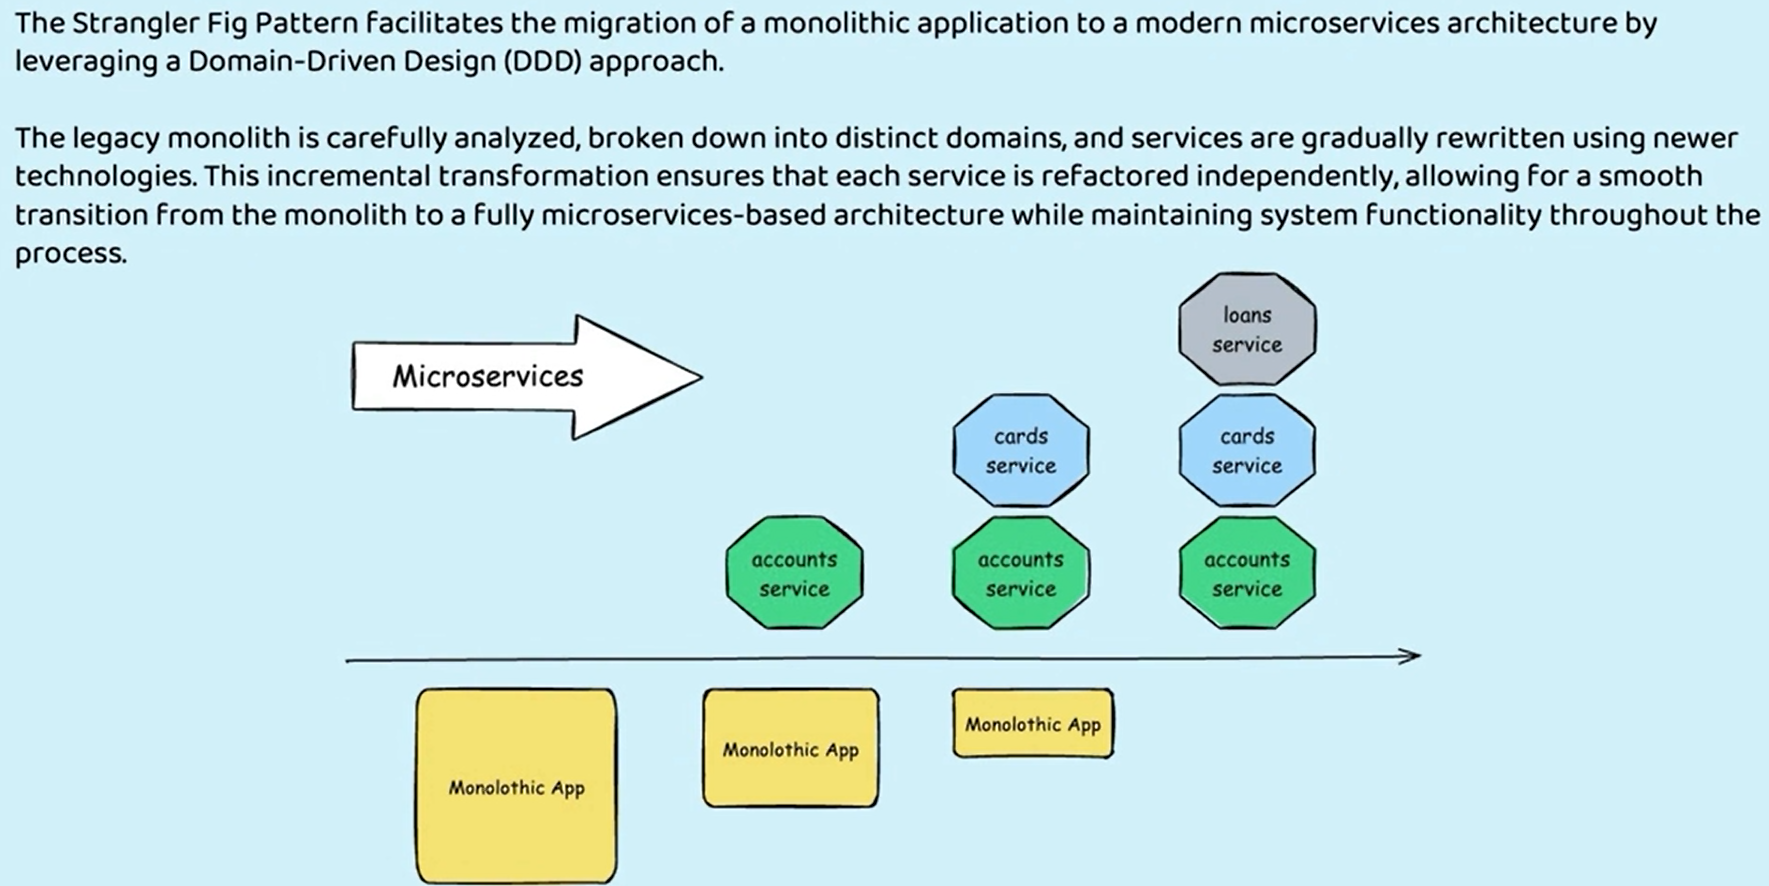 The Strangler Fig Pattern facilitates the migration of a monolithic application to a modern microservices architecture by
leveraging a Domain-Driven Design (DDD) approach.
The legacy monolith is carefully analyzed, broken down into distinct domains, and services are gradually rewritten using newer
technologies. This incremental transformation ensures that each service is refactored independently, allowing for a smooth
transition from the monolith to a fully microservices-based architecture while maintaining system functionality throughout the
process.
Microservices
loans
service
cards
service
cards
service
accounts
service
accounts
service
accounts
service
Monolothic App
Monolothic App
Monolothic App